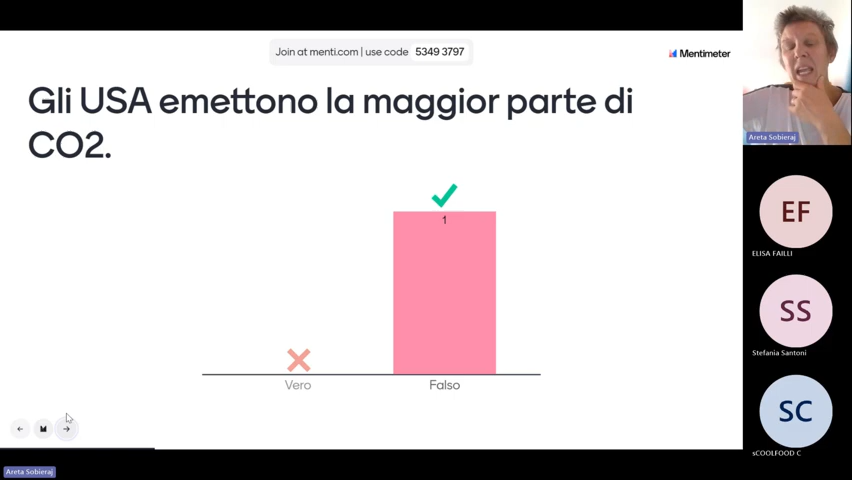 Join at menti.com | use code 5349 3797
Mentimeter
Gli USA emettono la maggior parte di
CO2.
1
Vero
Falso
Areta Sobieraj
EF
ELISA FAILLI
SS
Stefania Santoni
SC
sCOOLFOOD C
Areta Sobieraj